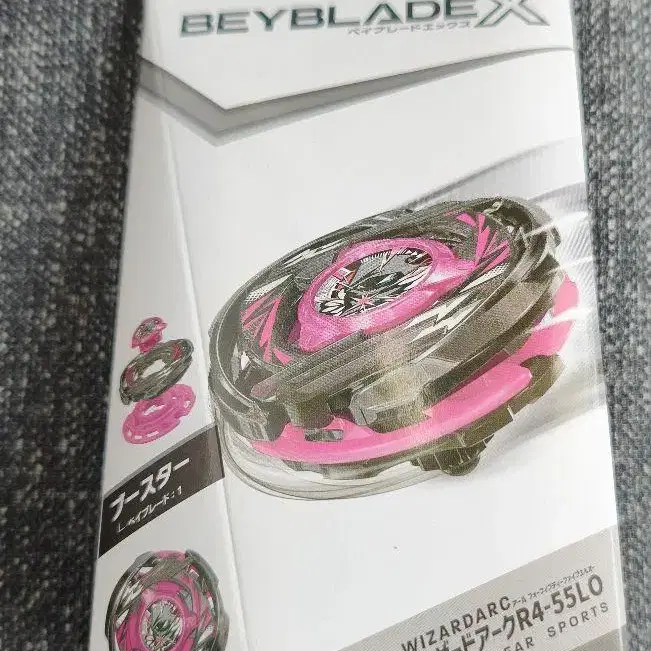 BEYBLADE X
ベイブレードエックス
ブースター
ベイブレード:1
WIZARDARC
ードアークR4-55LO
EAR SPORTS